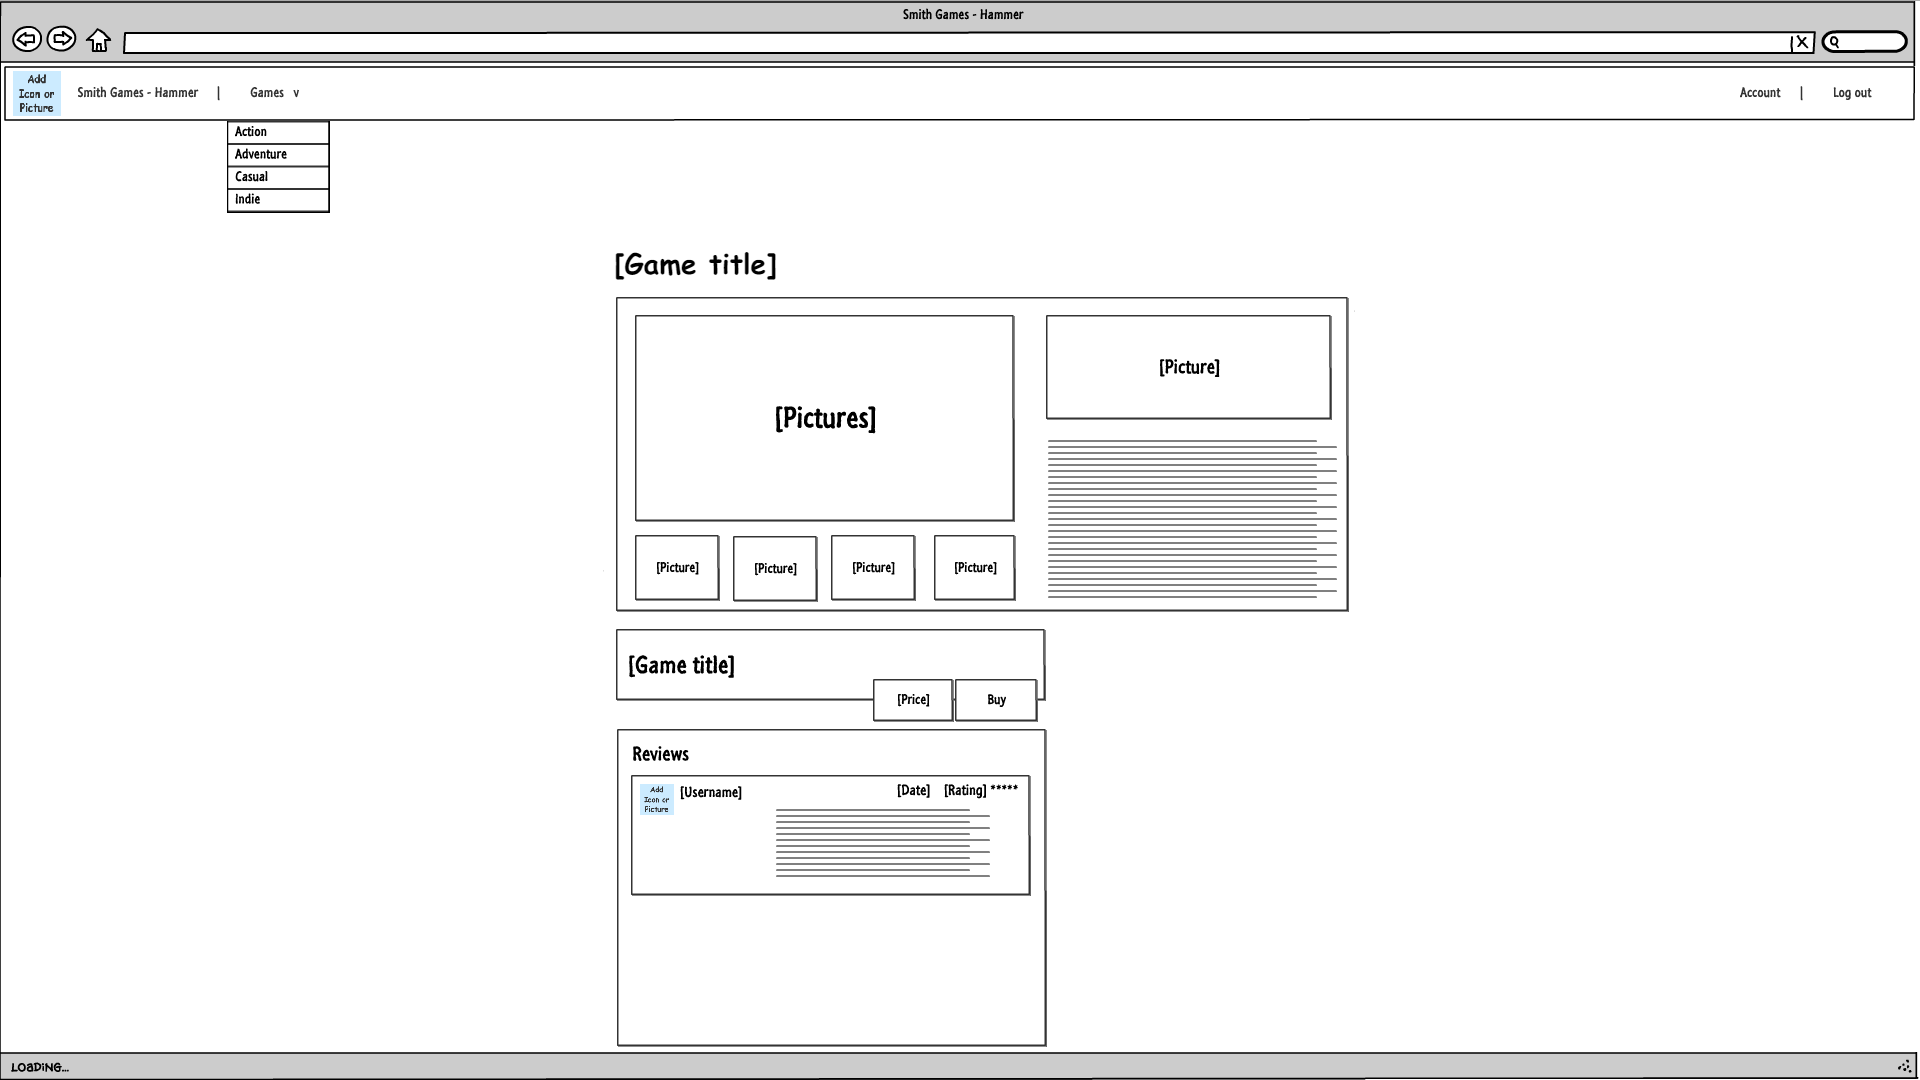 Smith Games - Hammer
X
Add
Icon or
Picture
Smith Games - Hammer | Games v
Account | Log out
Action
Adventure
Casual
Indie
[Game title]
[Pictures]
[Picture]
[Picture] [Picture] [Picture] [Picture]
[Game title]
[Price] Buy
Reviews
Add
Icon or
Picture
[Username] [Date] [Rating] *****
LOADING...